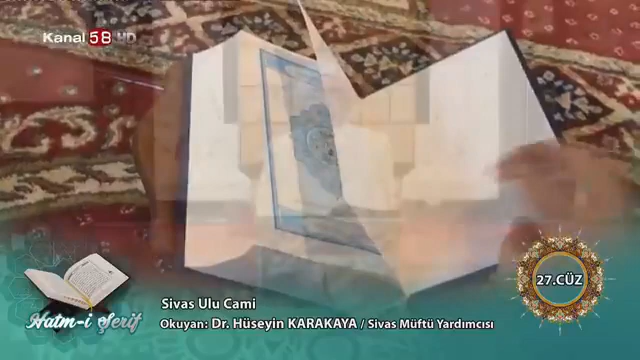 Kanal 58 HD
Sivas Ulu Cami
27.CÜZ
Okuyan: Dr. Hüseyin KARAKAYA / Sivas Müftü Yardımcısı
Hatm-i Şerif